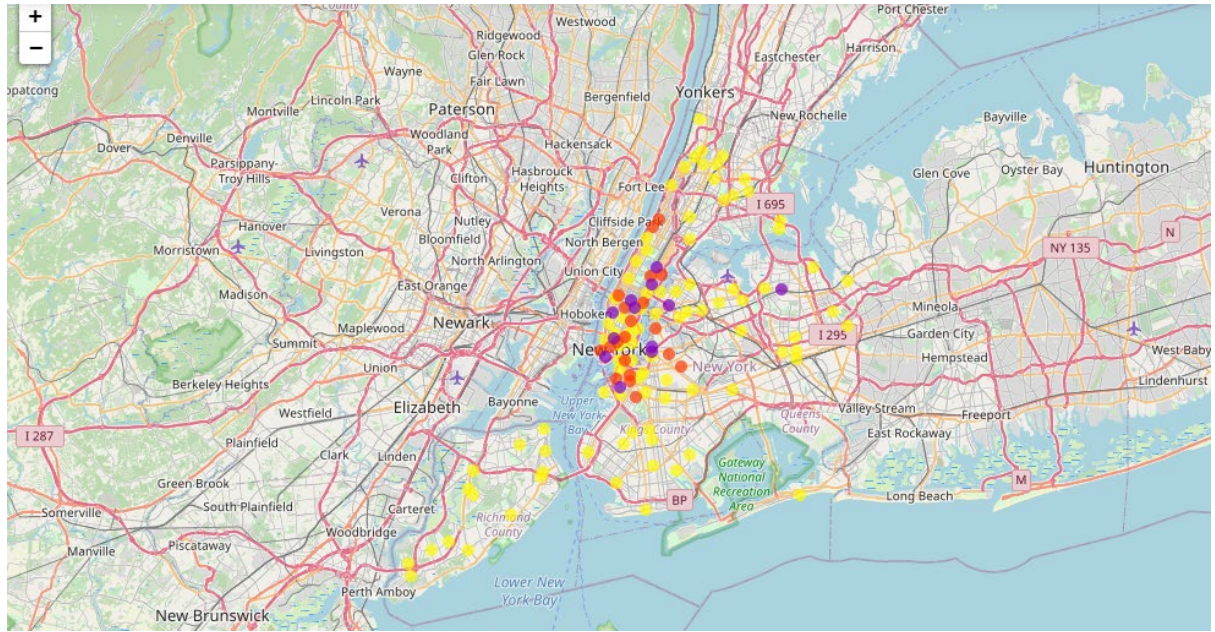 +
−
Port Chester
Westwood
Ridgewood
Glen Rock
Eastchester
Harrison
Wayne
Fair Lawn
Bergenfield
Yonkers
Lincoln Park
Paterson
Montville
New Rochelle
Bayville
Denville
Woodland
Park
Hackensack
Dover
Parsippany-
Troy Hills
Clifton
Hasbrouck
Heights
Fort Lee
Glen Cove
Oyster Bay
Huntington
I 695
Verona
Nutley
Cliffside Park
Hanover
Bloomfield
North Bergen
N
NY 135
Morristown
Livingston
North Arlington
Union City
Madison
East Orange
Hoboken
Mineola
Newark
Maplewood
I 295
Garden City
Summit
New York
Union
New York
Hempstead
West Baby
Berkeley Heights
Lindenhurst
Elizabeth
Bayonne
Upper
New York
Bay
Queens
County
Valley Stream
Freeport
Westfield
Kings County
East Rockaway
I 287
Plainfield
Clark
Linden
Gateway
National
Recreation
Area
Green Brook
M
Long Beach
BP
South Plainfield
Carteret
Somerville
Richmond
County
Woodbridge
Piscataway
Manville
Lower New
York Bay
Perth Amboy
New Brunswick